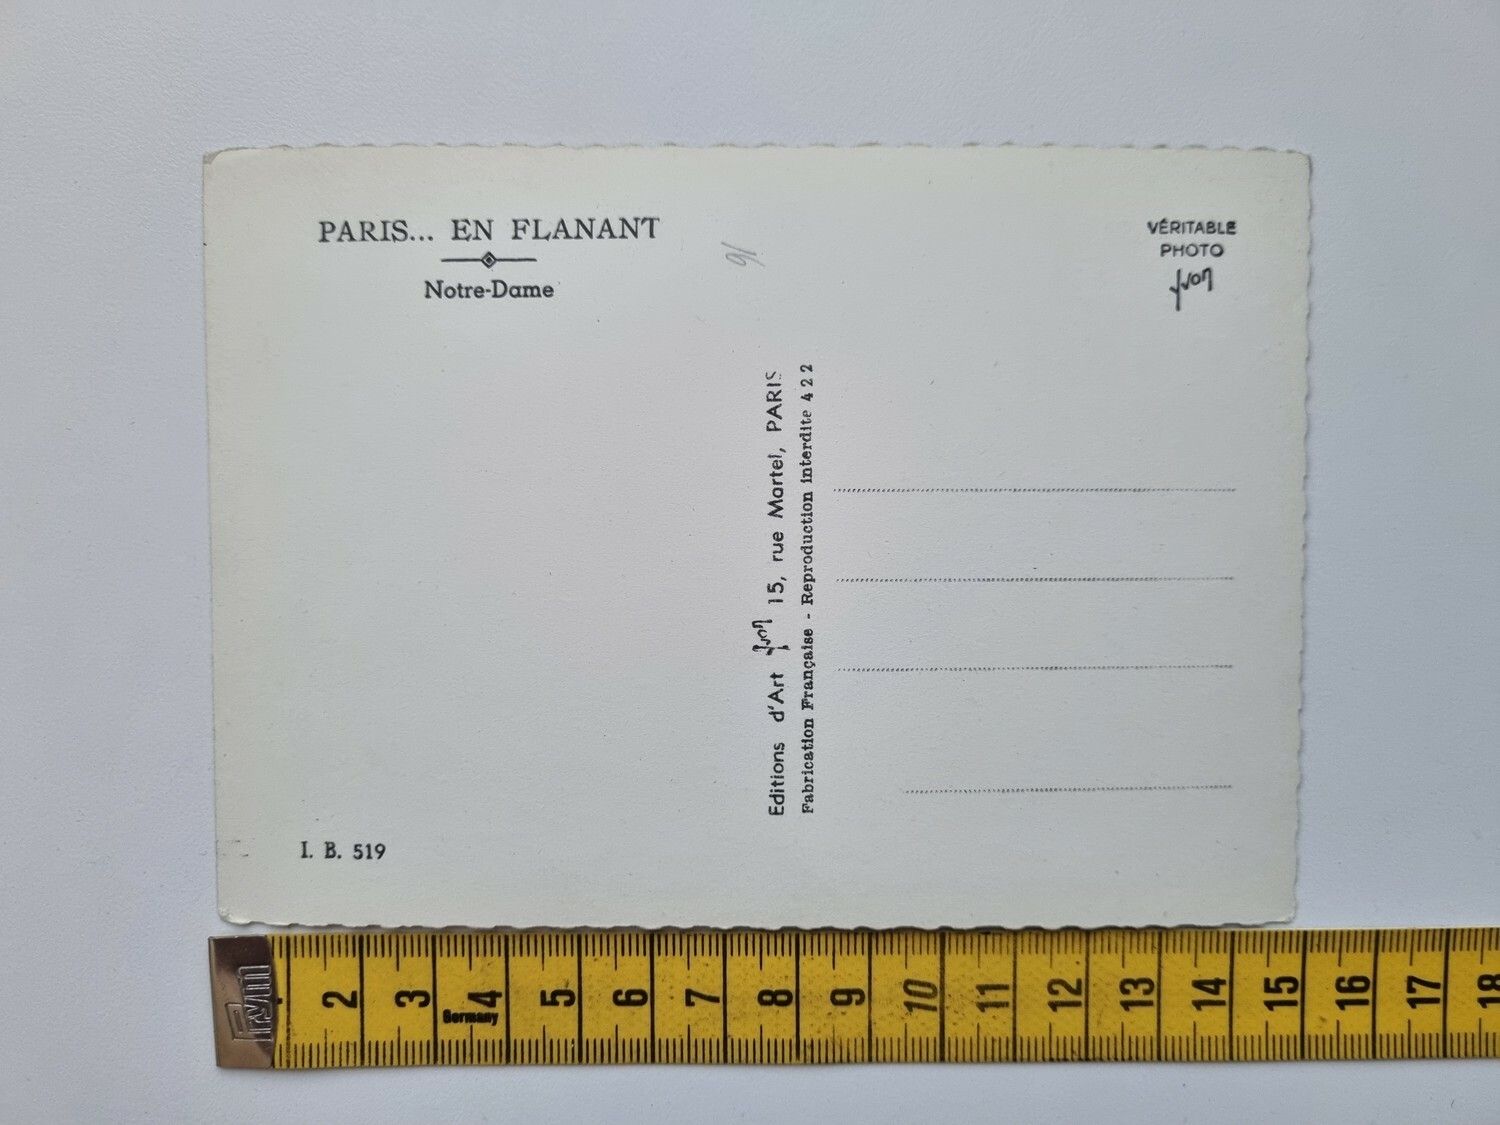 PARIS... EN FLANANT
Notre-Dame
VÉRITABLE
PHOTO
yvon
Editions d'Art yvon 15, rue Martel, PARIS
Fabrication Française - Reproduction interdite 422
I. B. 519
Prym
2 3 4 5 6 7 8 9 10 11 12 13 14 15 16 17 18
Germany